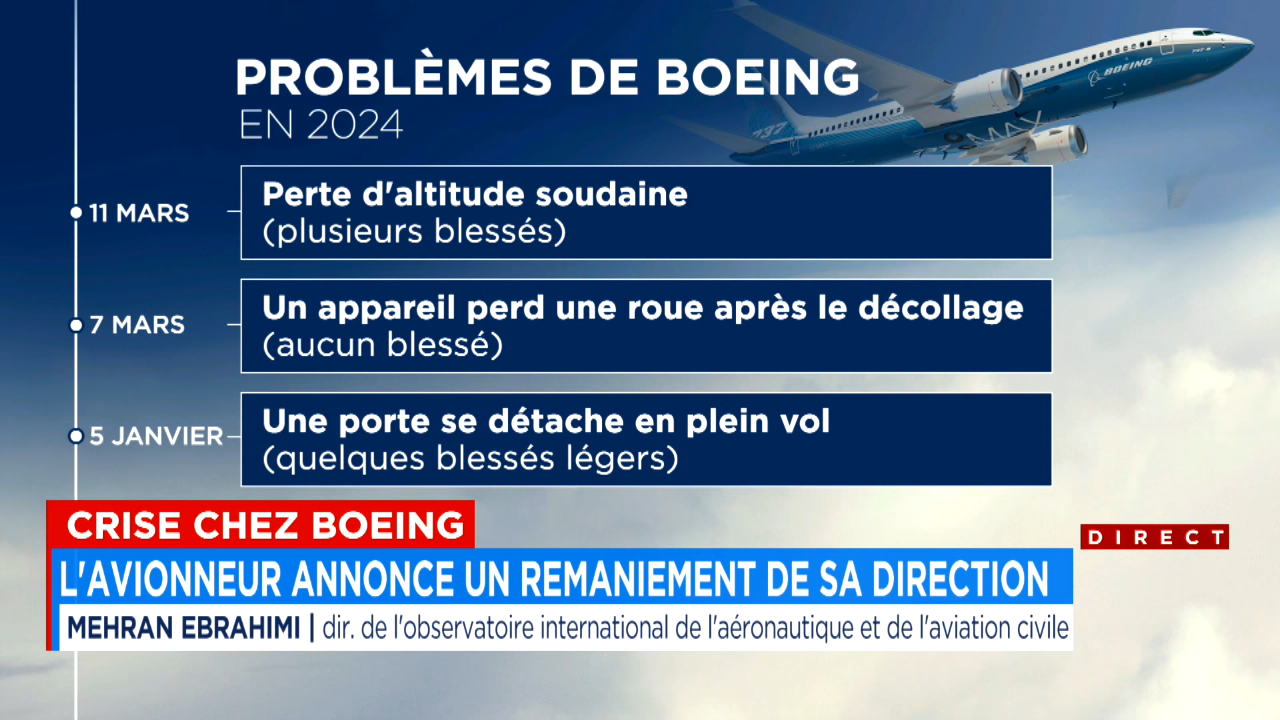 PROBLÈMES DE BOEING
EN 2024
11 MARS
Perte d'altitude soudaine
(plusieurs blessés)
7 MARS
Un appareil perd une roue après le décollage
(aucun blessé)
5 JANVIER
Une porte se détache en plein vol
(quelques blessés légers)
CRISE CHEZ BOEING
DIRECT
L'AVIONNEUR ANNONCE UN REMANIEMENT DE SA DIRECTION
MEHRAN EBRAHIMI | dir. de l'observatoire international de l'aéronautique et de l'aviation civile
BOEING
737
MAX